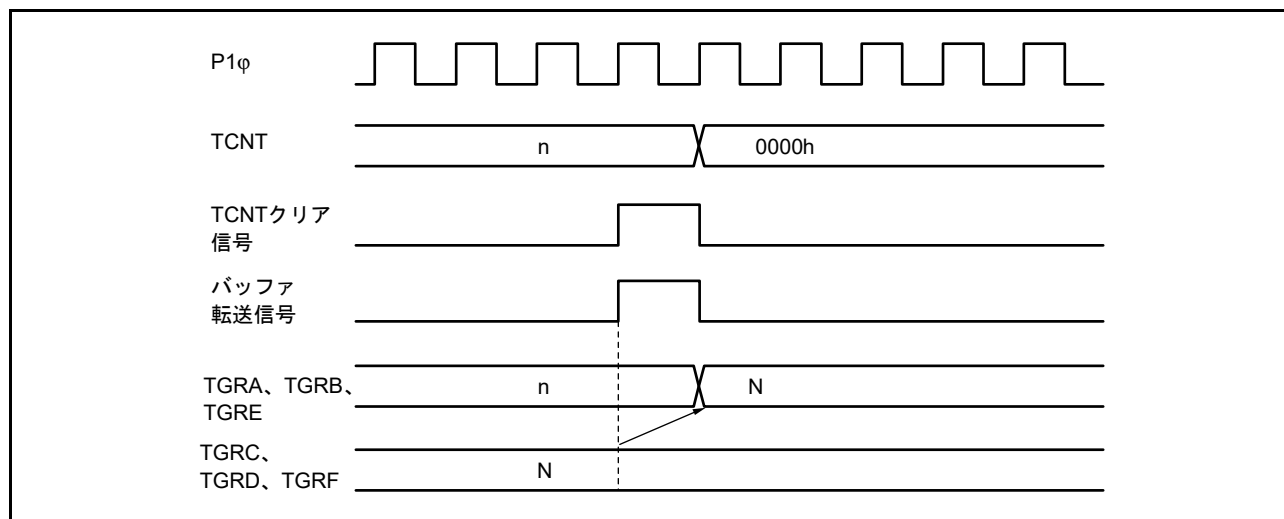 P1φ
TCNT
n
0000h
TCNTクリア
信号
バッファ
転送信号
TGRA、TGRB、
TGRE
n
N
TGRC、
TGRD、TGRF
N